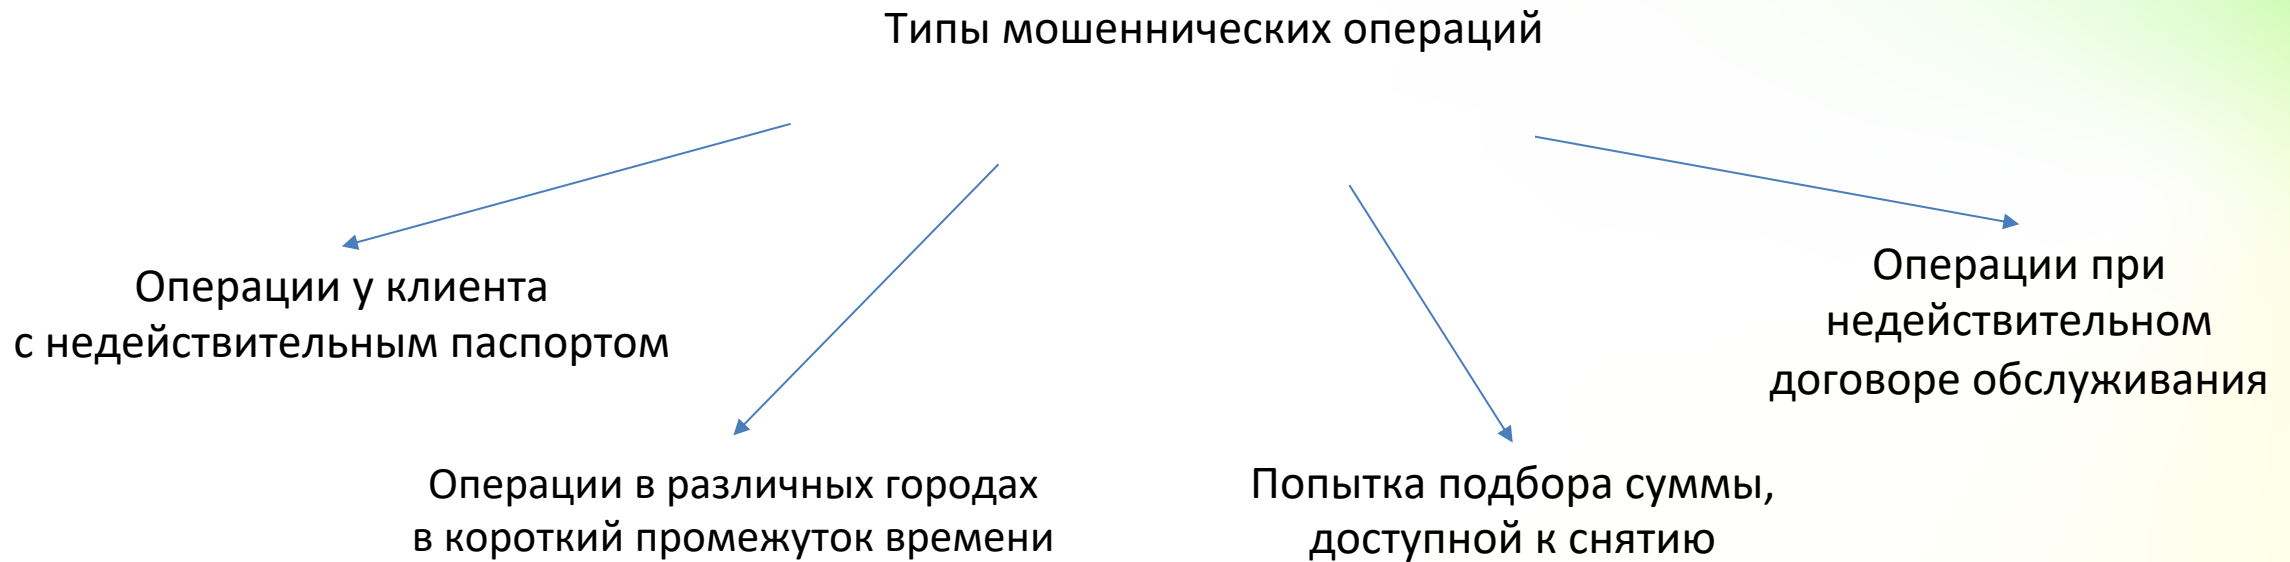 Типы мошеннических операций
Операции у клиента
с недействительным паспортом
Операции в различных городах
в короткий промежуток времени
Попытка подбора суммы,
доступной к снятию
Операции при
недействительном
договоре обслуживания